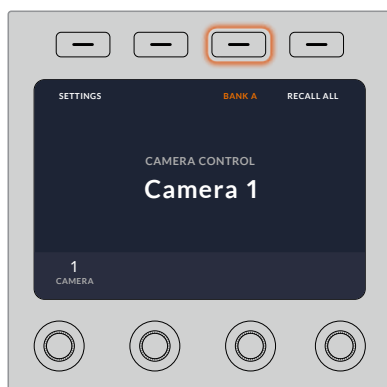 SETTINGS BANK A RECALL ALL
CAMERA CONTROL
Camera 1
1
CAMERA